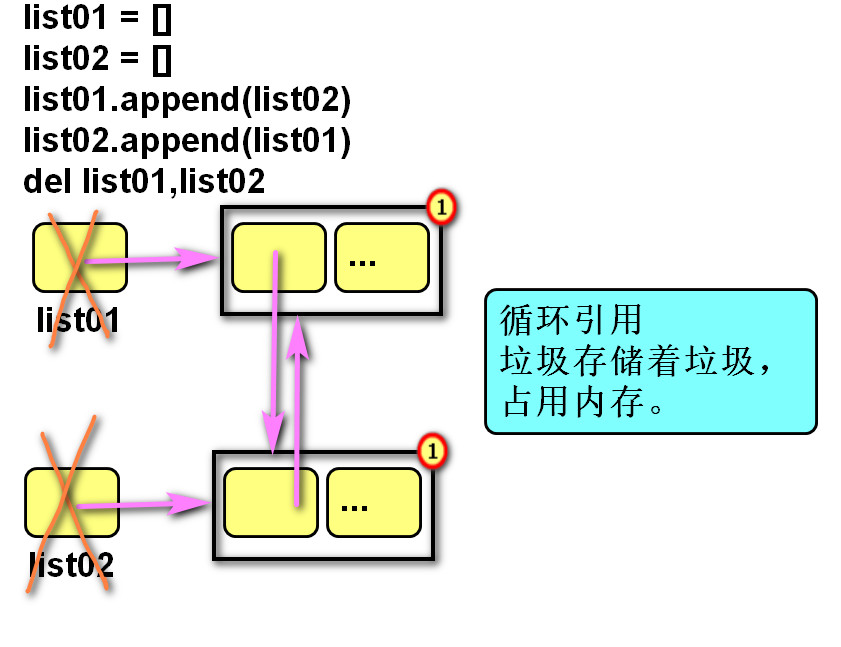 list01 = []
list02 = []
list01.append(list02)
list02.append(list01)
del list01,list02
1
...
list01
循环引用
垃圾存储着垃圾，
占用内存。
1
...
list02